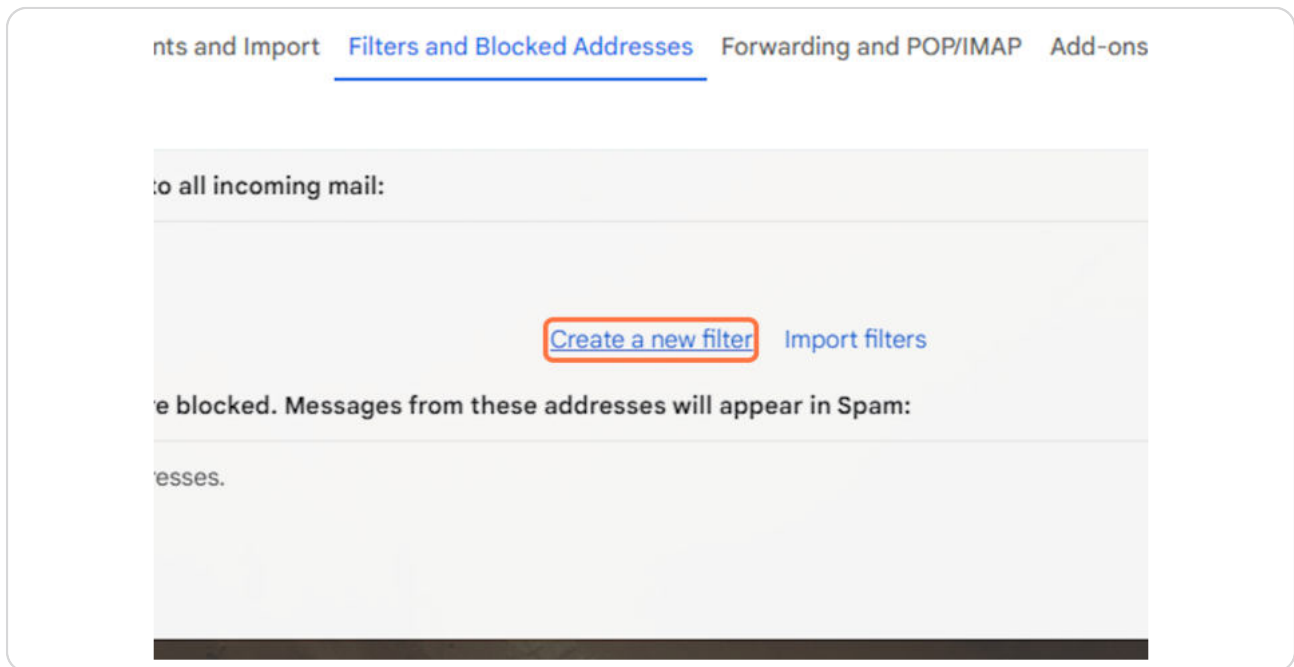 nts and Import Filters and Blocked Addresses Forwarding and POP/IMAP Add-ons
to all incoming mail:
Create a new filter Import filters
e blocked. Messages from these addresses will appear in Spam:
resses.